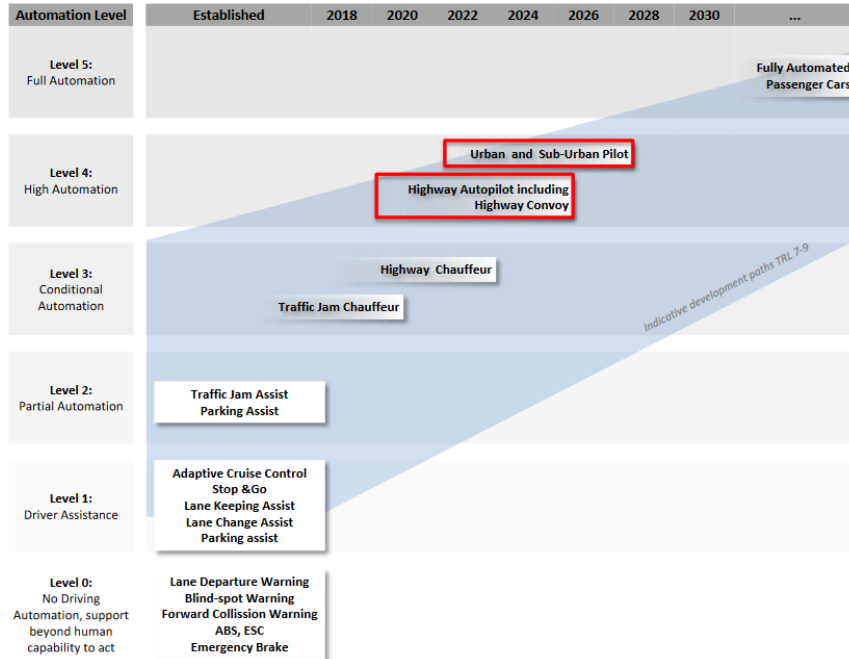 Automation Level Established 2018 2020 2022 2024 2026 2028 2030 ...
Level 5:
Full Automation
Fully Automated
Passenger Cars
Level 4:
High Automation
Urban and Sub-Urban Pilot
Highway Autopilot including
Highway Convoy
Level 3:
Conditional
Automation
Highway Chauffeur
Traffic Jam Chauffeur
Indicative development paths TRL 7-9
Level 2:
Partial Automation
Traffic Jam Assist
Parking Assist
Level 1:
Driver Assistance
Adaptive Cruise Control
Stop &Go
Lane Keeping Assist
Lane Change Assist
Parking assist
Level 0:
No Driving
Automation, support
beyond human
capability to act
Lane Departure Warning
Blind-spot Warning
Forward Collission Warning
ABS, ESC
Emergency Brake